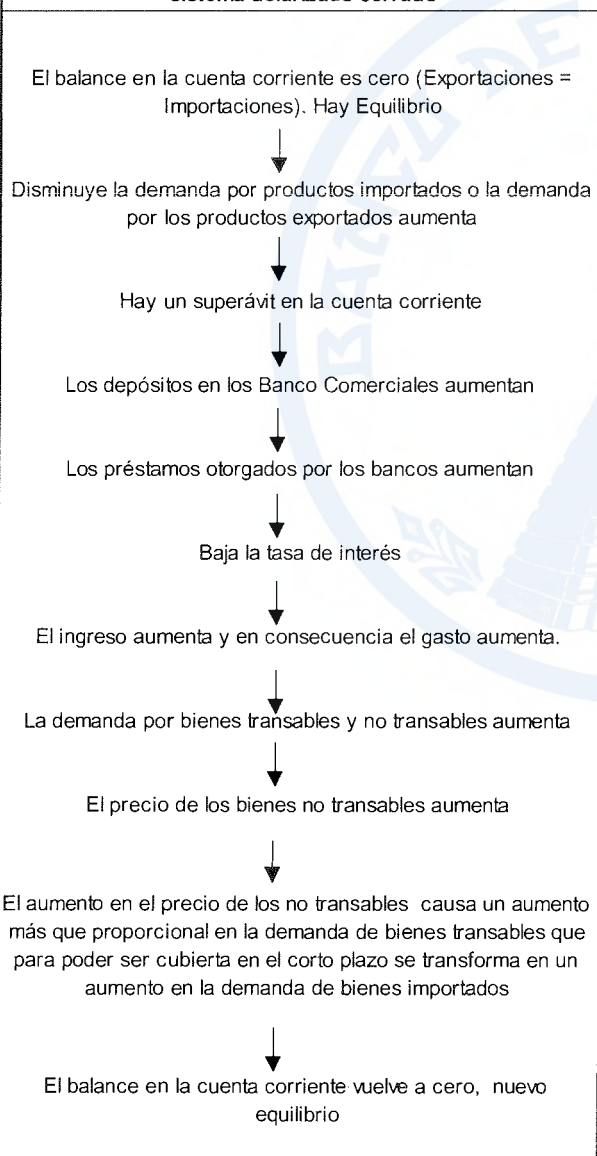 sistema dolarizado cerrado
El balance en la cuenta corriente es cero (Exportaciones =
Importaciones). Hay Equilibrio
Disminuye la demanda por productos importados o la demanda
por los productos exportados aumenta
Hay un superávit en la cuenta corriente
Los depósitos en los Banco Comerciales aumentan
Los préstamos otorgados por los bancos aumentan
Baja la tasa de interés
El ingreso aumenta y en consecuencia el gasto aumenta.
La demanda por bienes transables y no transables aumenta
El precio de los bienes no transables aumenta
El aumento en el precio de los no transables causa un aumento
más que proporcional en la demanda de bienes transables que
para poder ser cubierta en el corto plazo se transforma en un
aumento en la demanda de bienes importados
El balance en la cuenta corriente vuelve a cero, nuevo
equilibrio
BANCO DE